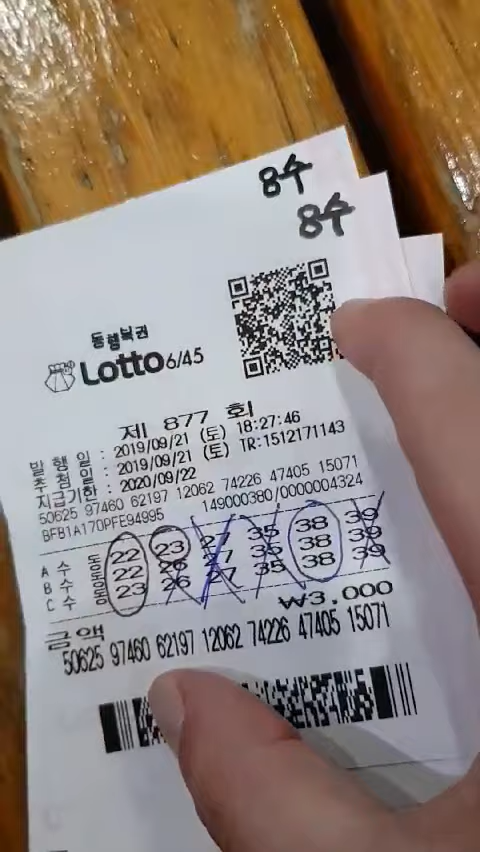 8수
8수
동행복권
Lotto 6/45
제 877 회
발 행 일 : 2019/09/21 (토) 18:27:46
추 첨 일 : 2019/09/21 (토) TR:1512171143
지급기한 : 2020/09/22
50625 97460 62197 12062 74226 47405 15071
BFB1A170PFE94995 149000380/0000004324
A 수동 22 23 27 35 38 39
B 수동 22 26 27 35 38 39
C 수동 23 26 27 35 38 39
금액 ₩3,000
50625 97460 62197 12062 74226 47405 15071